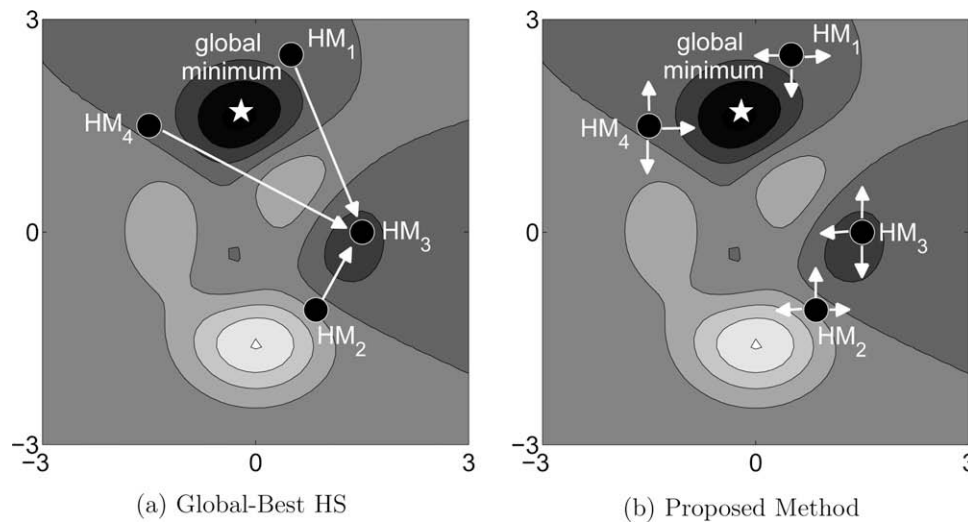 3
0
−3
−3
0
3
global
minimum
HM1
HM4
HM3
HM2
(a) Global-Best HS
3
0
−3
−3
0
3
global
minimum
HM1
HM4
HM3
HM2
(b) Proposed Method